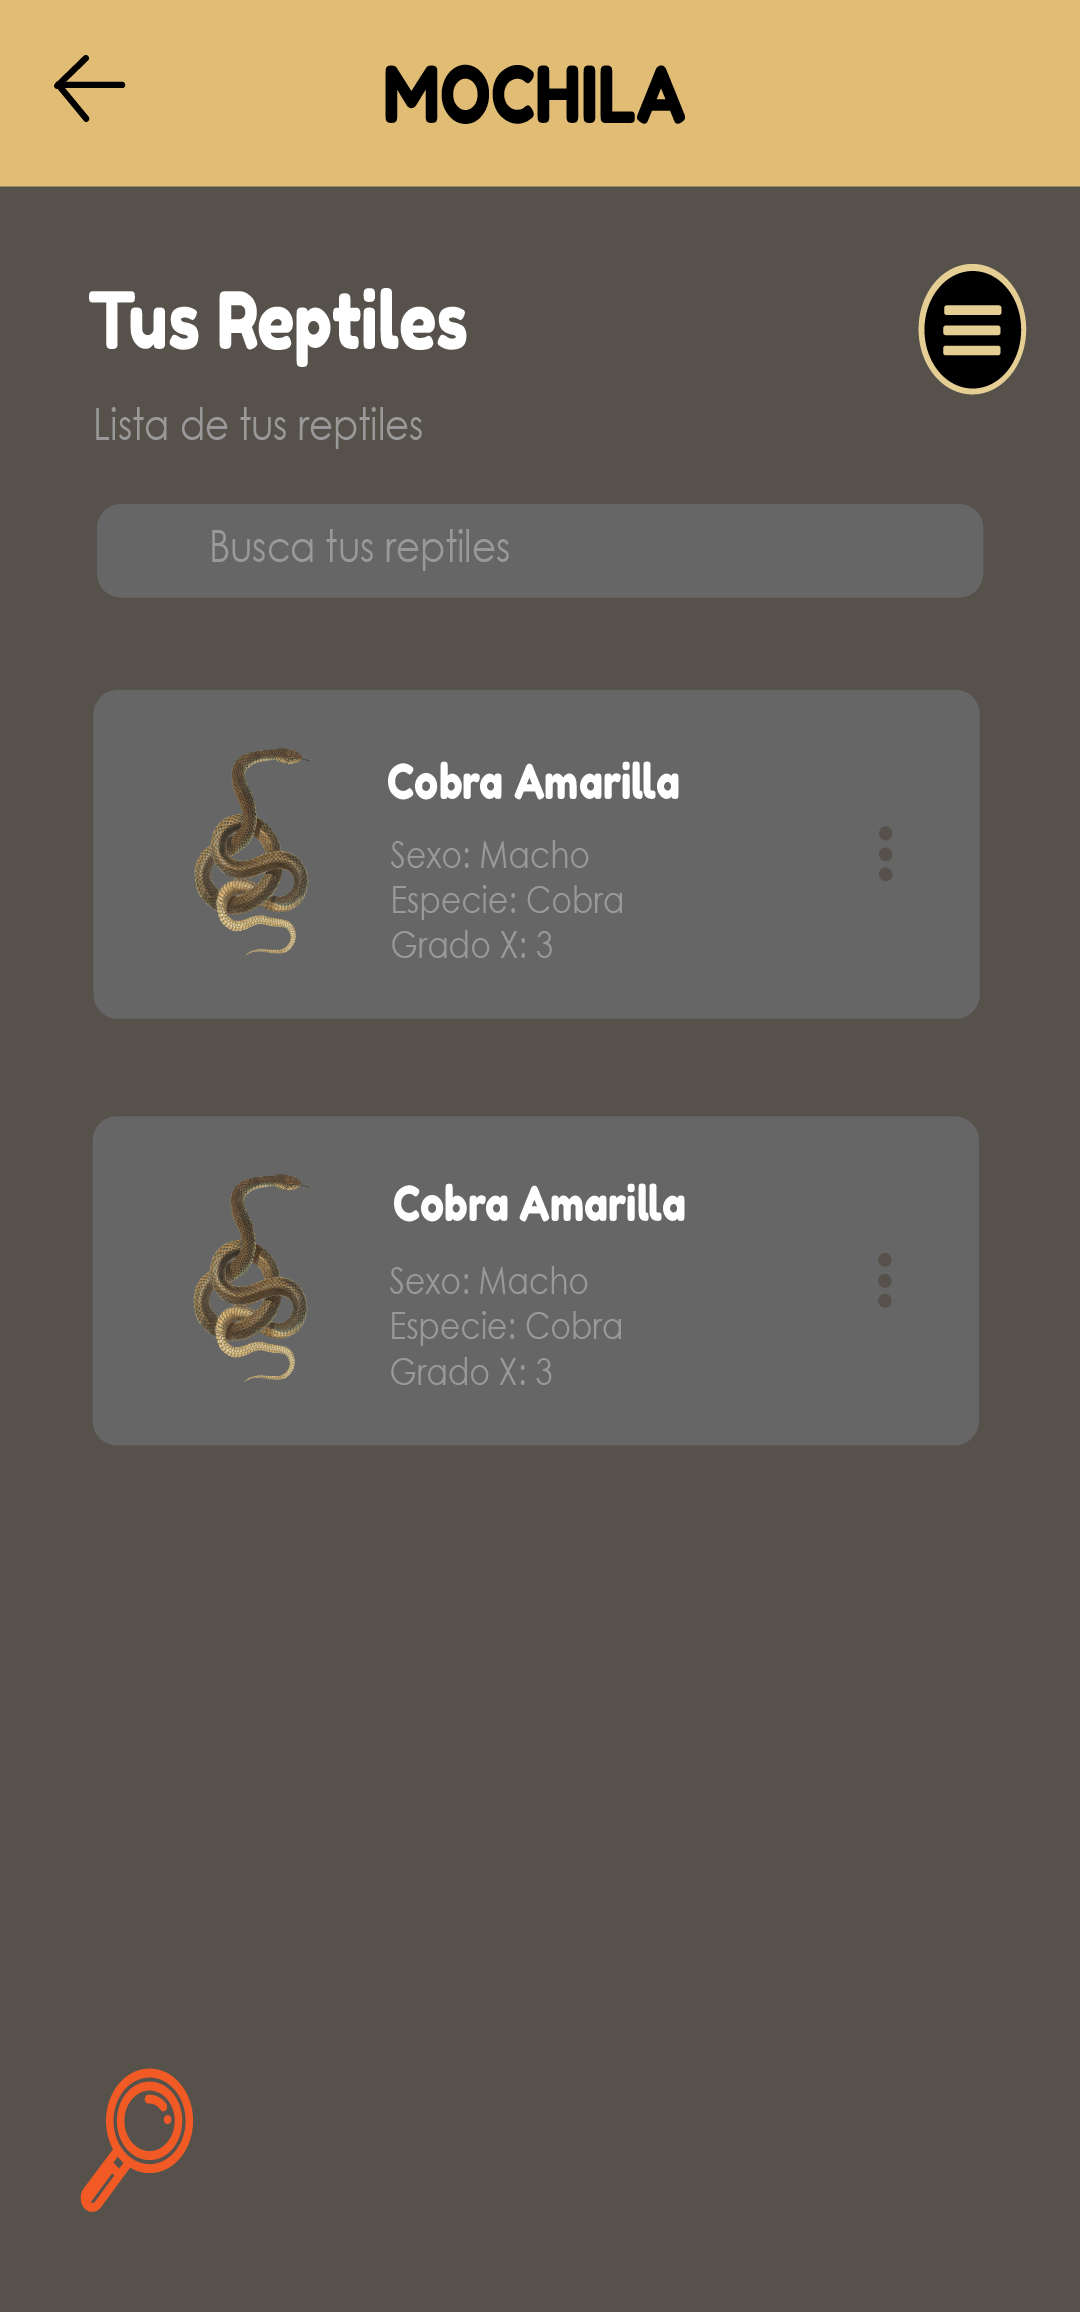 MOCHILA
Tus Reptiles
Lista de tus reptiles
Busca tus reptiles
Cobra Amarilla
Sexo: Macho
Especie: Cobra
Grado X: 3
Cobra Amarilla
Sexo: Macho
Especie: Cobra
Grado X: 3